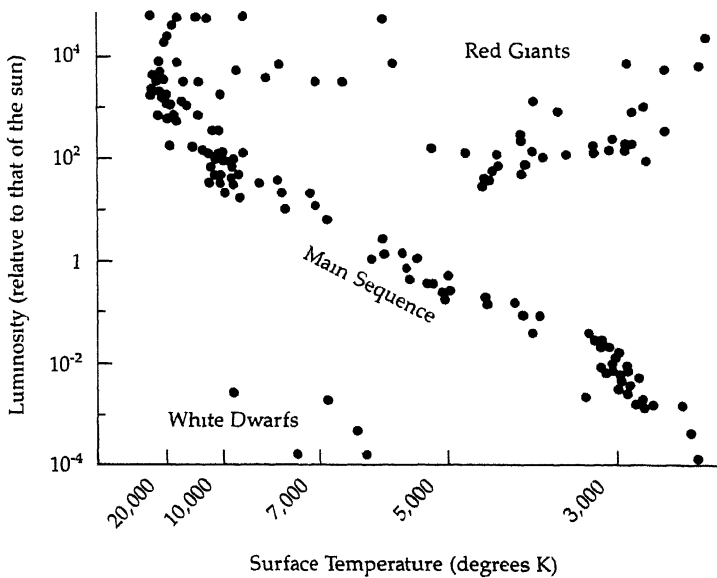 Luminosity (relative to that of the sun)
10⁴
10²
1
10⁻²
10⁻⁴
Red Giants
Main Sequence
White Dwarfs
20,000
10,000
7,000
5,000
3,000
Surface Temperature (degrees K)